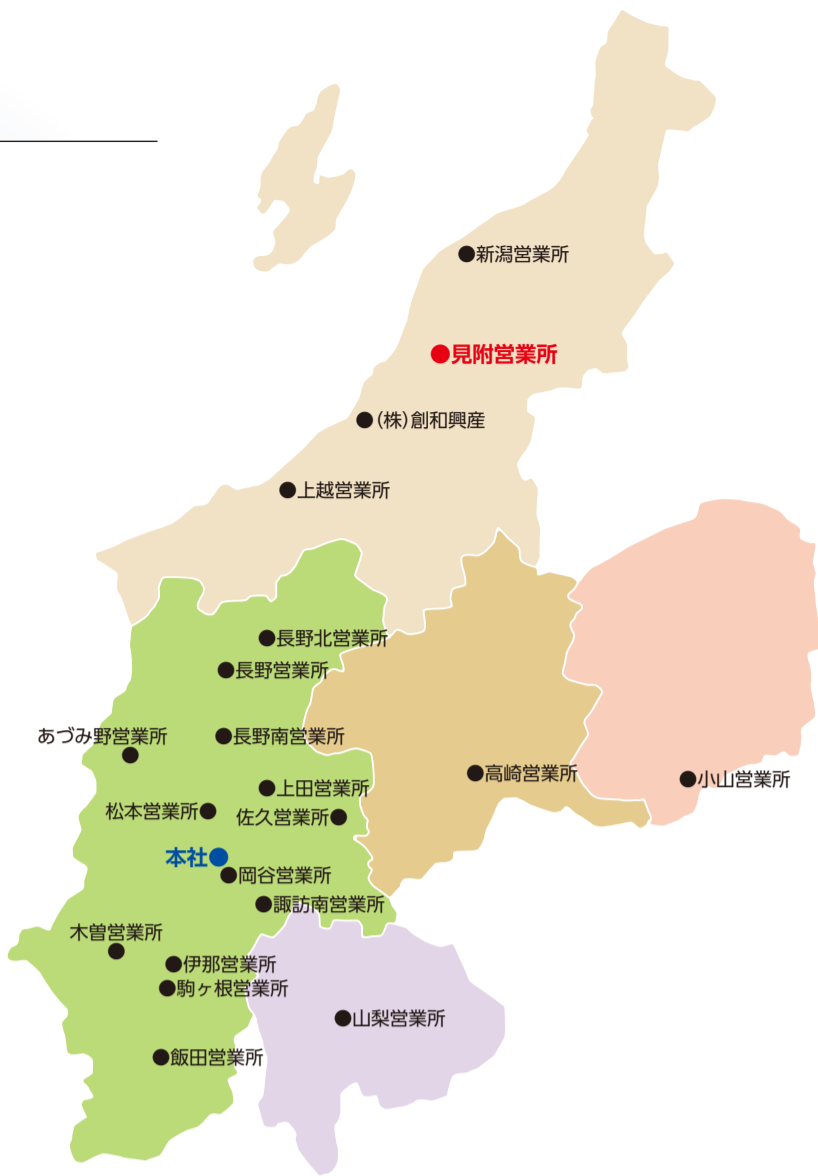 新潟営業所
見附営業所
(株)創和興産
上越営業所
長野北営業所
長野営業所
長野南営業所
あづみ野営業所
上田営業所
高崎営業所
小山営業所
松本営業所
佐久営業所
本社
岡谷営業所
諏訪南営業所
木曽営業所
伊那営業所
駒ヶ根営業所
山梨営業所
飯田営業所